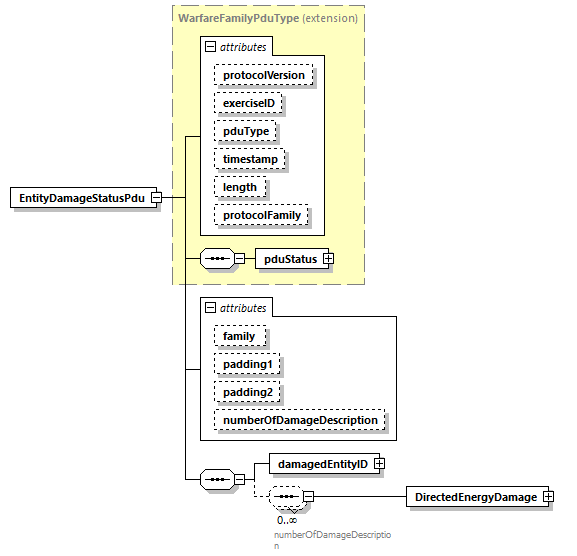 WarfareFamilyPduType (extension)
attributes
protocolVersion
exerciseID
pduType
timestamp
length
protocolFamily
EntityDamageStatusPdu
pduStatus
attributes
family
padding1
padding2
numberOfDamageDescription
damagedEntityID
DirectedEnergyDamage
0..∞
numberOfDamageDescriptio
n